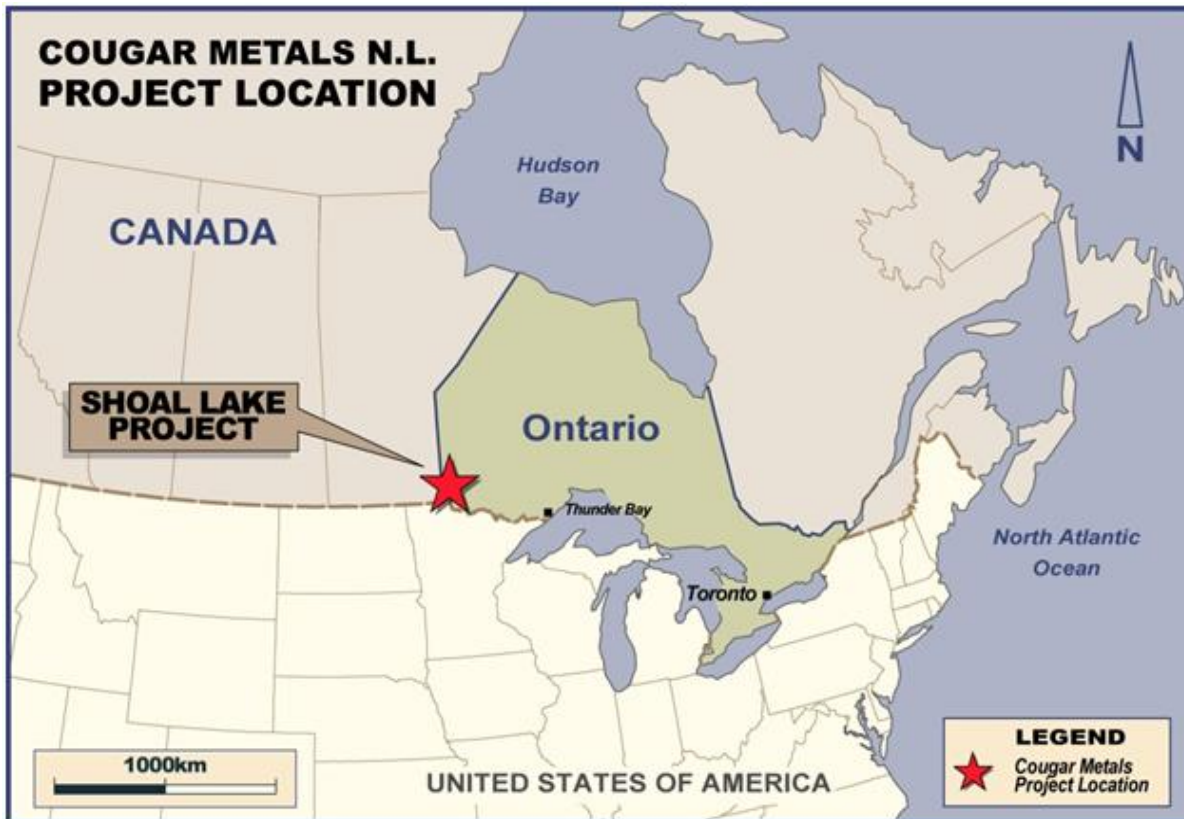 COUGAR METALS N.L.
PROJECT LOCATION
N
Hudson
Bay
CANADA
SHOAL LAKE
PROJECT
Ontario
Thunder Bay
North Atlantic
Ocean
Toronto
1000km
UNITED STATES OF AMERICA
LEGEND
Cougar Metals
Project Location